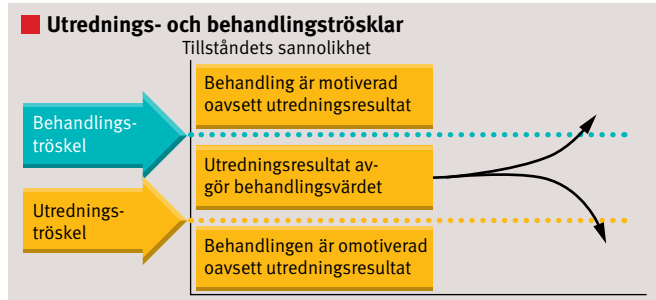 Utrednings- och behandlingströsklar
Tillståndets sannolikhet
Behandling är motiverad
oavsett utredningsresultat
Behandlings-
tröskel
Utredningsresultat av-
gör behandlingsvärdet
Utrednings-
tröskel
Behandlingen är omotiverad
oavsett utredningsresultat